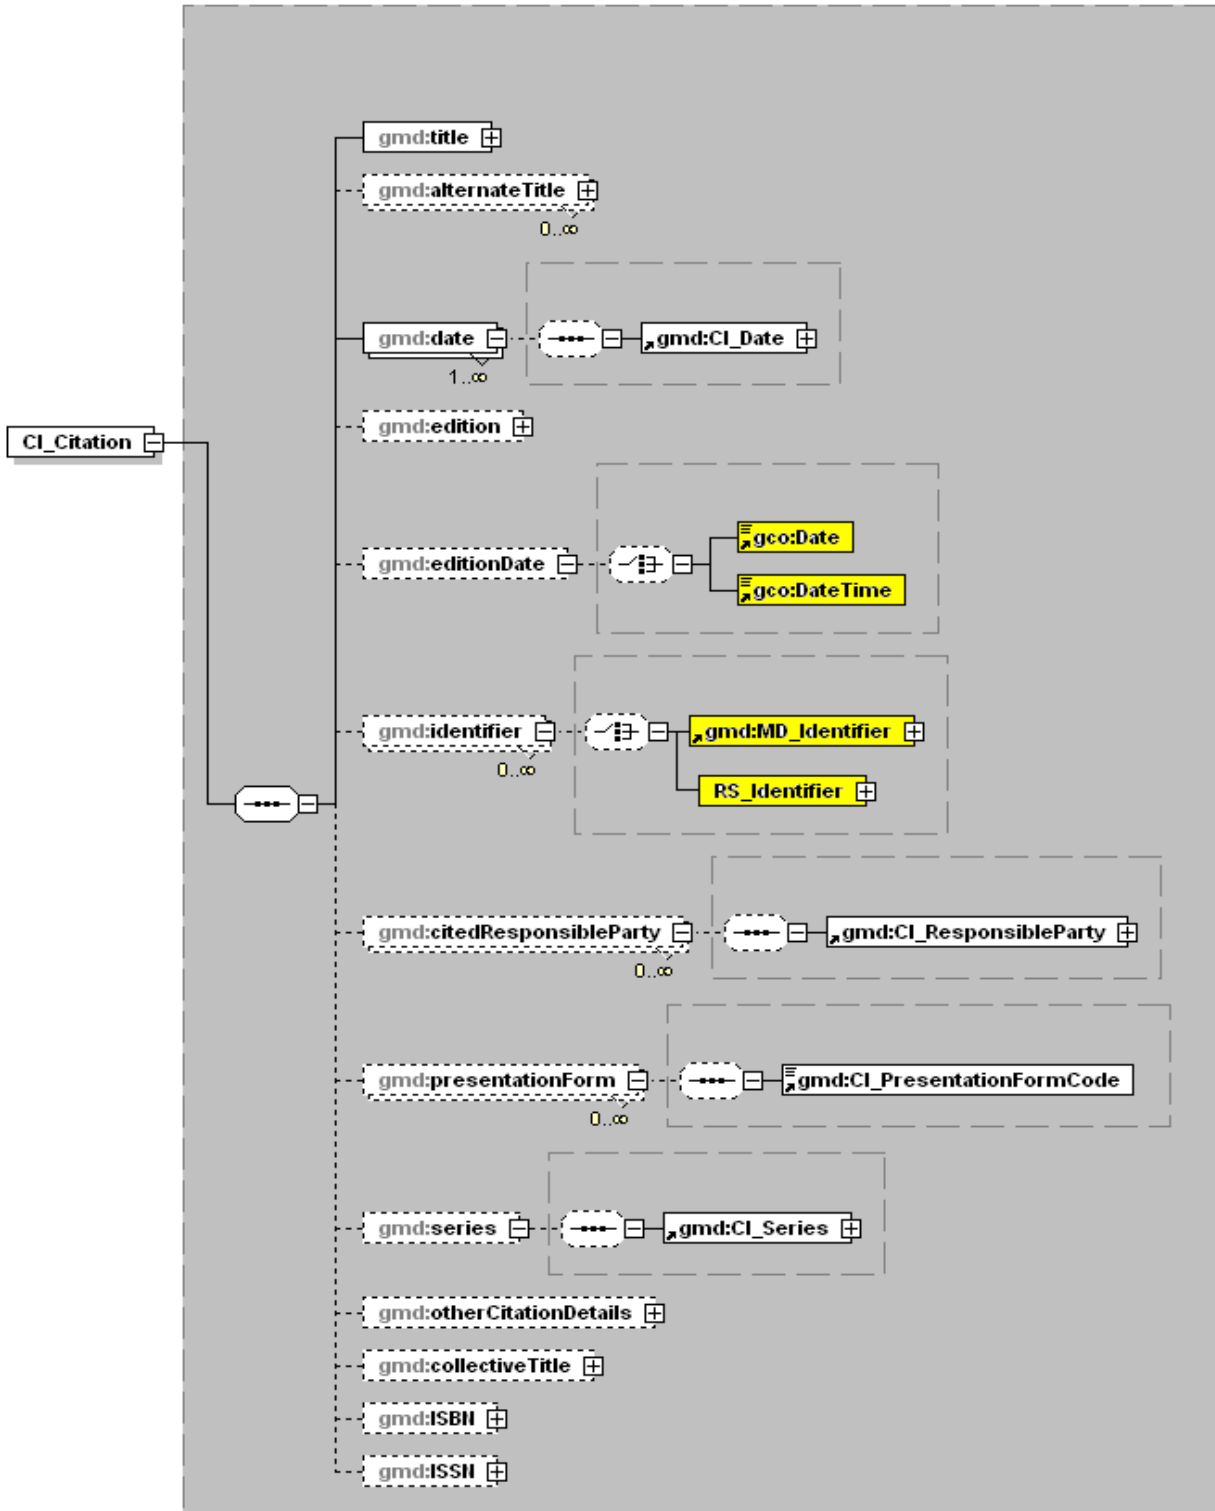 gmd:title
gmd:alternateTitle
0..∞
gmd:date
gmd:CI_Date
1..∞
gmd:edition
CI_Citation
gco:Date
gmd:editionDate
gco:DateTime
gmd:identifier
gmd:MD_Identifier
0..∞
RS_Identifier
gmd:citedResponsibleParty
gmd:CI_ResponsibleParty
0..∞
gmd:presentationForm
gmd:CI_PresentationFormCode
0..∞
gmd:series
gmd:CI_Series
gmd:otherCitationDetails
gmd:collectiveTitle
gmd:ISBN
gmd:ISSN